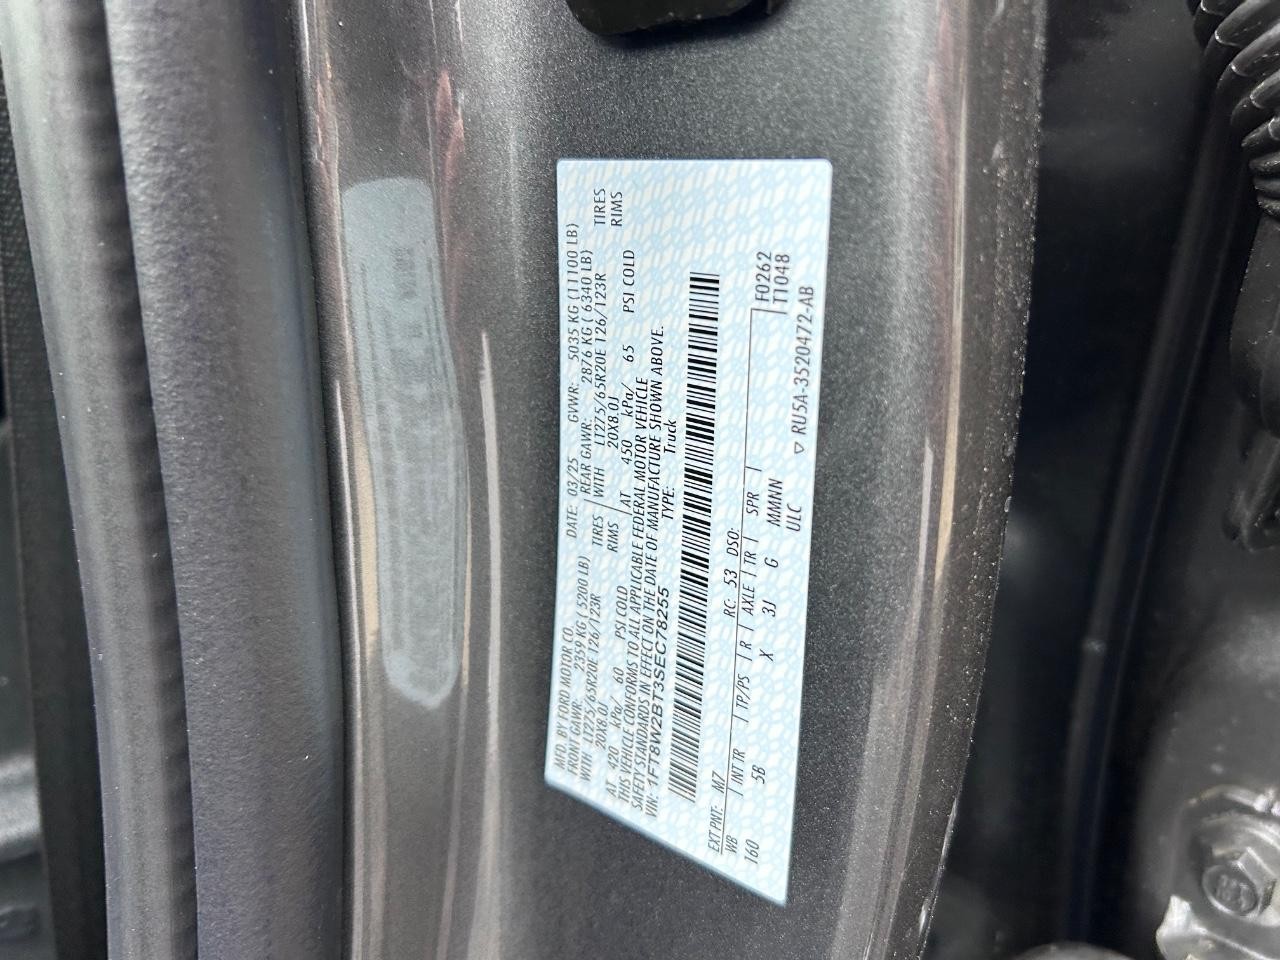 MFD. BY FORD MOTOR CO.
DATE: 03/25 GVWR: 5035 KG (11100 LB)
FRONT GAWR: 2359 KG ( 5200 LB) REAR GAWR: 2876 KG ( 6340 LB)
WITH LT275/65R20E 126/123R TIRES WITH LT275/65R20E 126/123R TIRES
20X8.0J RIMS 20X8.0J RIMS
AT 420 kPa/ 60 PSI COLD AT 450 kPa/ 65 PSI COLD
THIS VEHICLE CONFORMS TO ALL APPLICABLE FEDERAL MOTOR VEHICLE
SAFETY STANDARDS IN EFFECT ON THE DATE OF MANUFACTURE SHOWN ABOVE.
VIN: 1FT8W2BT3SEC78255 TYPE: Truck
EXT PNT: M7 RC: 53 DSO: F0262
WB INT TR TP/PS R AXLE TR SPR T1048
160 5B X 3J G MMNN
ULC ▽ RU5A-3520472-AB